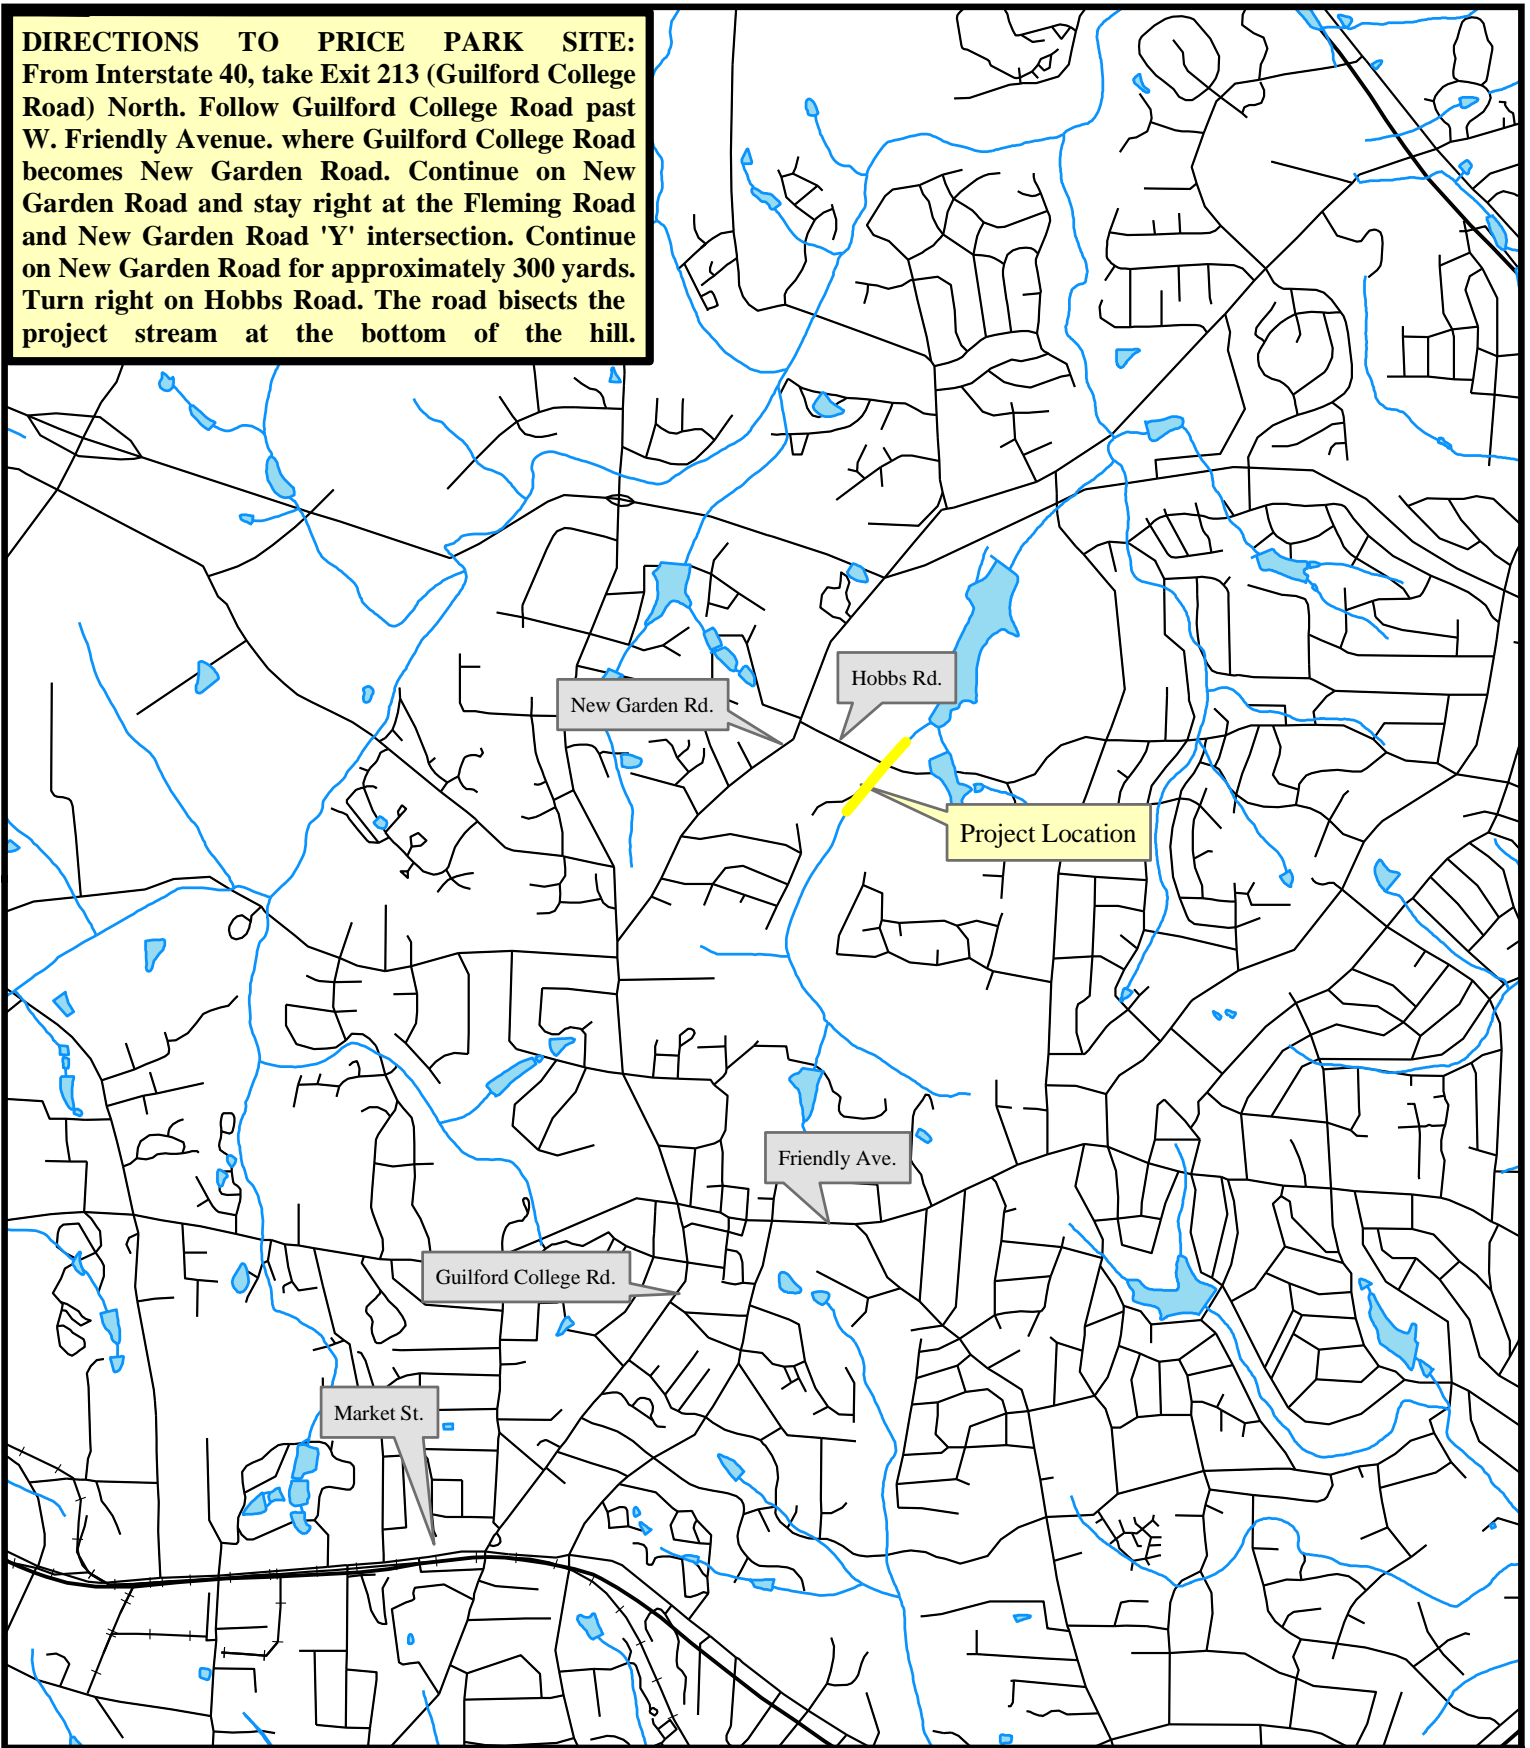 DIRECTIONS TO PRICE PARK SITE:
From Interstate 40, take Exit 213 (Guilford College
Road) North. Follow Guilford College Road past
W. Friendly Avenue. where Guilford College Road
becomes New Garden Road. Continue on New
Garden Road and stay right at the Fleming Road
and New Garden Road 'Y' intersection. Continue
on New Garden Road for approximately 300 yards.
Turn right on Hobbs Road. The road bisects the
project stream at the bottom of the hill.
Hobbs Rd.
New Garden Rd.
Project Location
Friendly Ave.
Guilford College Rd.
Market St.